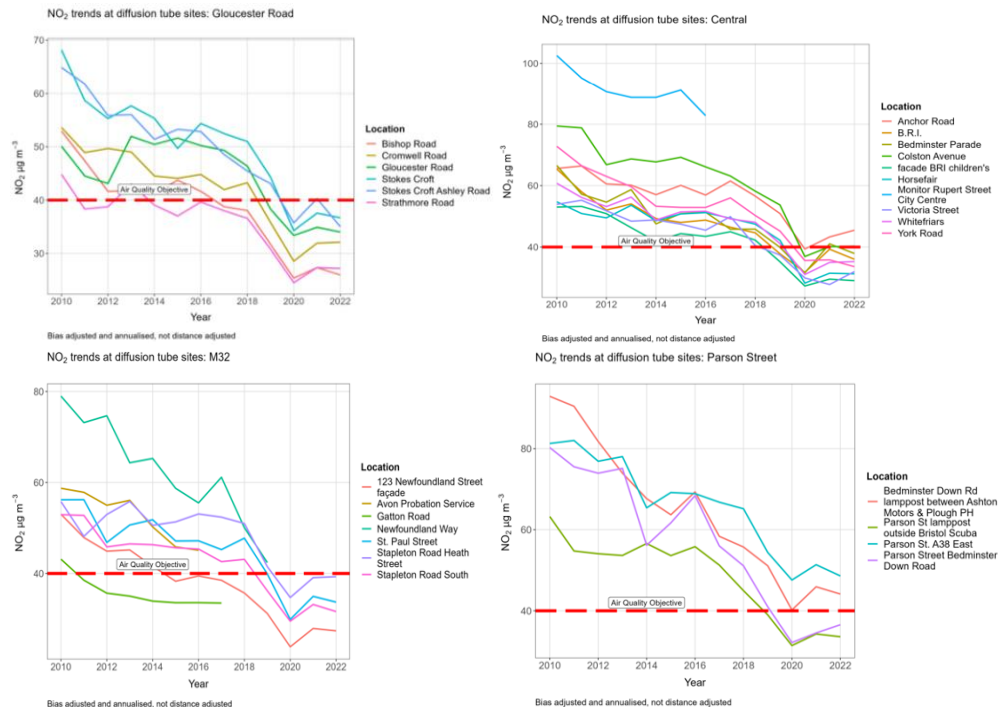 NO₂ trends at diffusion tube sites: Gloucester Road
70
60
50
40
30
NO₂ µg m⁻³
Air Quality Objective
2010 2012 2014 2016 2018 2020 2022
Year
Location
Bishop Road
Cromwell Road
Gloucester Road
Stokes Croft
Stokes Croft Ashley Road
Strathmore Road
Bias adjusted and annualised, not distance adjusted
NO₂ trends at diffusion tube sites: Central
100
80
60
40
NO₂ µg m⁻³
Air Quality Objective
2010 2012 2014 2016 2018 2020 2022
Year
Location
Anchor Road
B.R.I.
Bedminster Parade
Colston Avenue
facade BRI children's
Horsefair
Monitor Rupert Street
City Centre
Victoria Street
Whitefriars
York Road
Bias adjusted and annualised, not distance adjusted
NO₂ trends at diffusion tube sites: M32
80
60
40
NO₂ µg m⁻³
Air Quality Objective
2010 2012 2014 2016 2018 2020 2022
Year
Location
123 Newfoundland Street
façade
Avon Probation Service
Gatton Road
Newfoundland Way
St. Paul Street
Stapleton Road Heath
Street
Stapleton Road South
Bias adjusted and annualised, not distance adjusted
NO₂ trends at diffusion tube sites: Parson Street
80
60
40
NO₂ µg m⁻³
Air Quality Objective
2010 2012 2014 2016 2018 2020 2022
Year
Location
Bedminster Down Rd
lamppost between Ashton
Motors & Plough PH
Parson St lamppost
outside Bristol Scuba
Parson St. A38 East
Parson Street Bedminster
Down Road
Bias adjusted and annualised, not distance adjusted